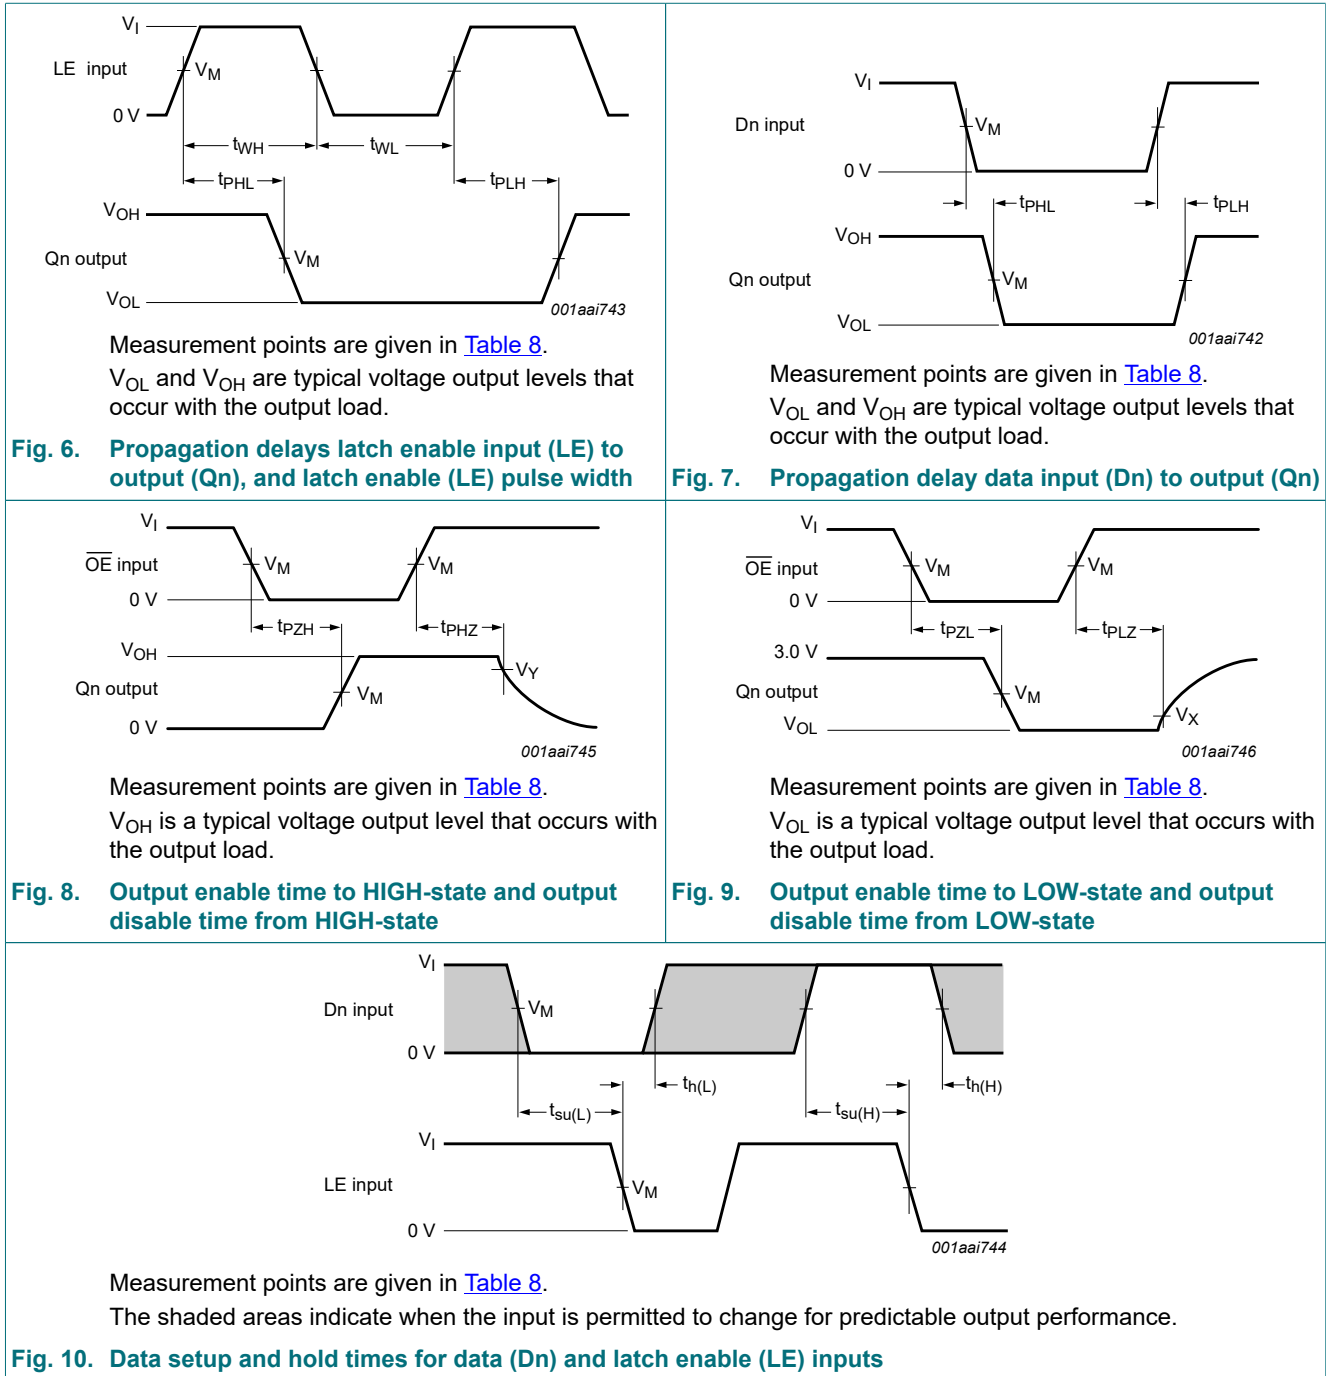 VI
LE input
VM
0 V
tWH
tWL
tPHL
tPLH
VOH
Qn output
VM
VOL
001aai743
Measurement points are given in Table 8.
VOL and VOH are typical voltage output levels that
occur with the output load.
Fig. 6. Propagation delays latch enable input (LE) to
output (Qn), and latch enable (LE) pulse width
VI
Dn input
VM
0 V
tPHL
tPLH
VOH
Qn output
VM
VOL
001aai742
Measurement points are given in Table 8.
VOL and VOH are typical voltage output levels that
occur with the output load.
Fig. 7. Propagation delay data input (Dn) to output (Qn)
VI
OE input
VM
VM
0 V
tPZH
tPHZ
VOH
VY
Qn output
VM
0 V
001aai745
Measurement points are given in Table 8.
VOH is a typical voltage output level that occurs with
the output load.
Fig. 8. Output enable time to HIGH-state and output
disable time from HIGH-state
VI
OE input
VM
VM
0 V
tPZL
tPLZ
3.0 V
Qn output
VM
VX
VOL
001aai746
Measurement points are given in Table 8.
VOL is a typical voltage output level that occurs with
the output load.
Fig. 9. Output enable time to LOW-state and output
disable time from LOW-state
VI
Dn input
VM
0 V
th(L)
th(H)
tsu(L)
tsu(H)
VI
LE input
VM
0 V
001aai744
Measurement points are given in Table 8.
The shaded areas indicate when the input is permitted to change for predictable output performance.
Fig. 10. Data setup and hold times for data (Dn) and latch enable (LE) inputs